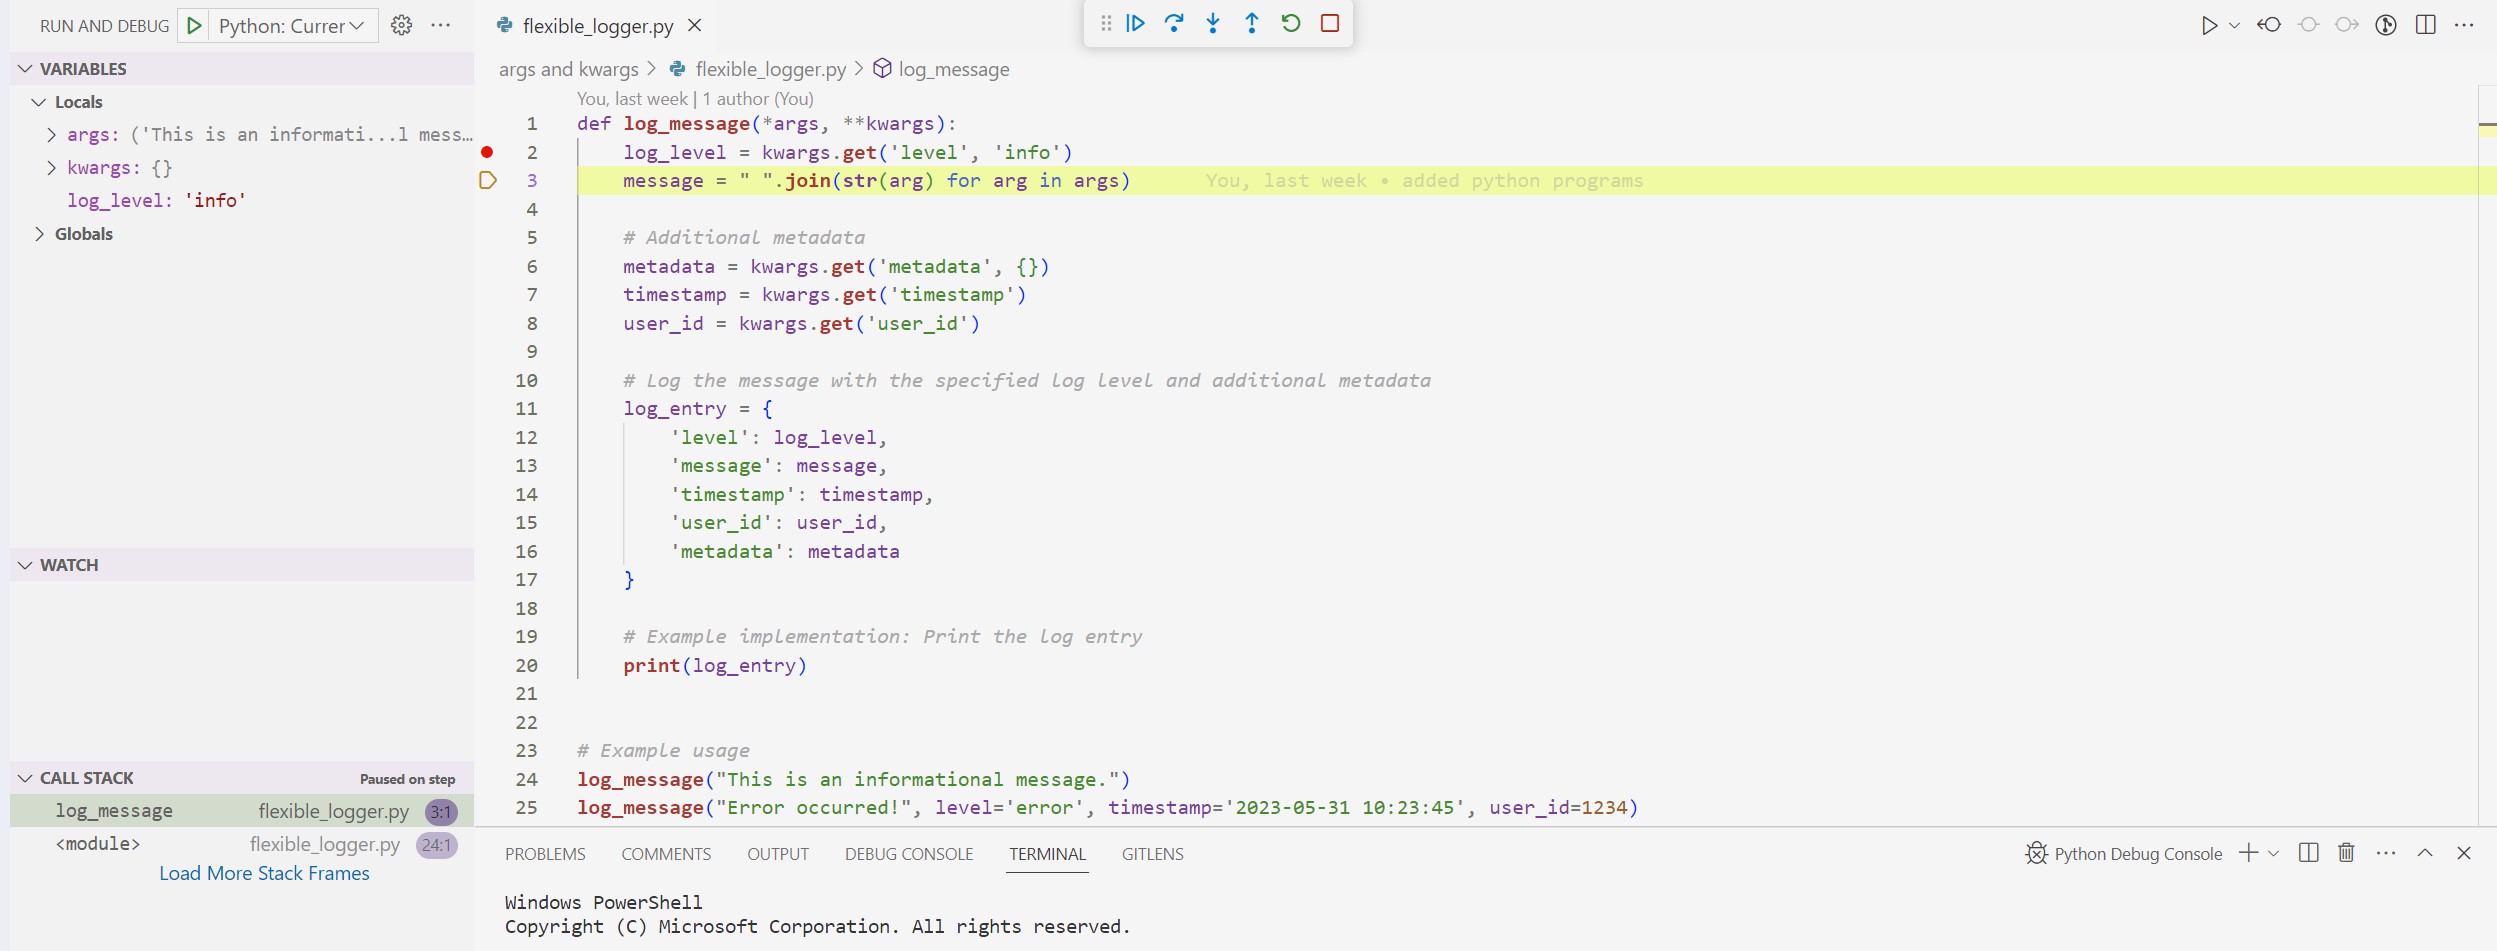 RUN AND DEBUG Python: Curren
VARIABLES
Locals
args: ('This is an informati...l mess...
kwargs: {}
log_level: 'info'
Globals
WATCH
CALL STACK Paused on step
log_message flexible_logger.py 3:1
<module> flexible_logger.py 24:1
Load More Stack Frames
flexible_logger.py
args and kwargs > flexible_logger.py > log_message
You, last week | 1 author (You)
1 def log_message(*args, **kwargs):
2     log_level = kwargs.get('level', 'info')
3     message = " ".join(str(arg) for arg in args) You, last week • added python programs
4
5     # Additional metadata
6     metadata = kwargs.get('metadata', {})
7     timestamp = kwargs.get('timestamp')
8     user_id = kwargs.get('user_id')
9
10     # Log the message with the specified log level and additional metadata
11     log_entry = {
12         'level': log_level,
13         'message': message,
14         'timestamp': timestamp,
15         'user_id': user_id,
16         'metadata': metadata
17     }
18
19     # Example implementation: Print the log entry
20     print(log_entry)
21
22
23 # Example usage
24 log_message("This is an informational message.")
25 log_message("Error occurred!", level='error', timestamp='2023-05-31 10:23:45', user_id=1234)
PROBLEMS COMMENTS OUTPUT DEBUG CONSOLE TERMINAL GITLENS Python Debug Console
Windows PowerShell
Copyright (C) Microsoft Corporation. All rights reserved.